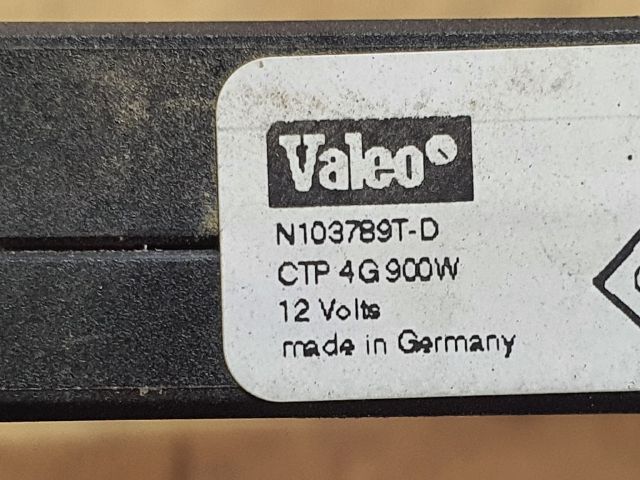 Valeo
N103789T-D
CTP 4G 900W
12 Volts
made in Germany